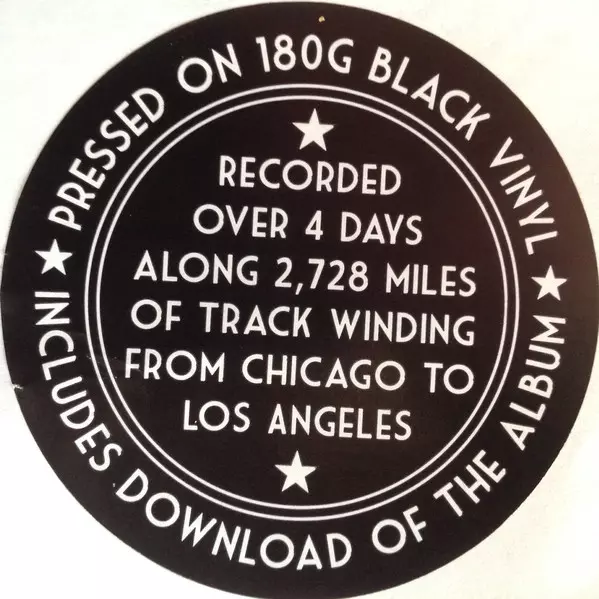 PRESSED ON 180G BLACK VINYL
RECORDED
OVER 4 DAYS
ALONG 2,728 MILES
OF TRACK WINDING
FROM CHICAGO TO
LOS ANGELES
INCLUDES DOWNLOAD OF THE ALBUM